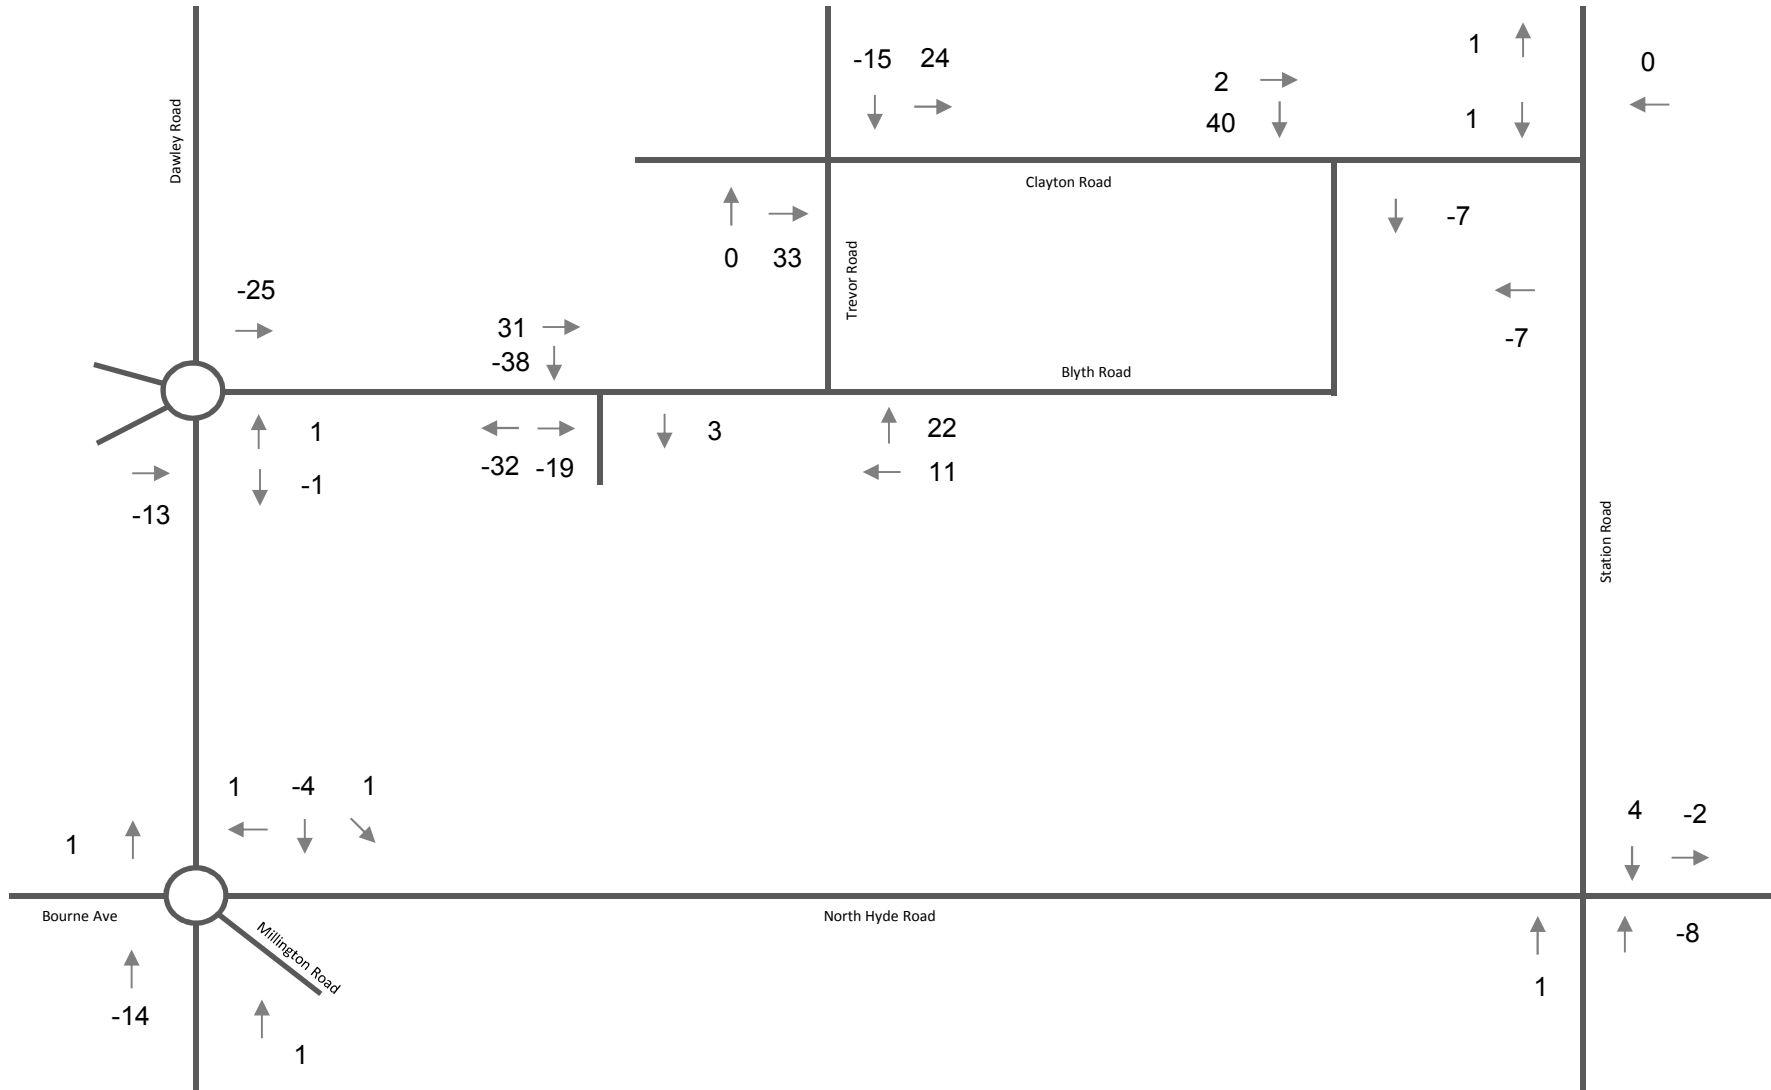 1
0
-15 24
2
40
1
Dawley Road
Clayton Road
-7
0 33
Trevor Road
-25
31
-38
-7
Blyth Road
1
-32 -19
3
22
11
-1
-13
Station Road
1 -4 1
1
4 -2
Bourne Ave
North Hyde Road
Millington Road
-8
1
-14
1